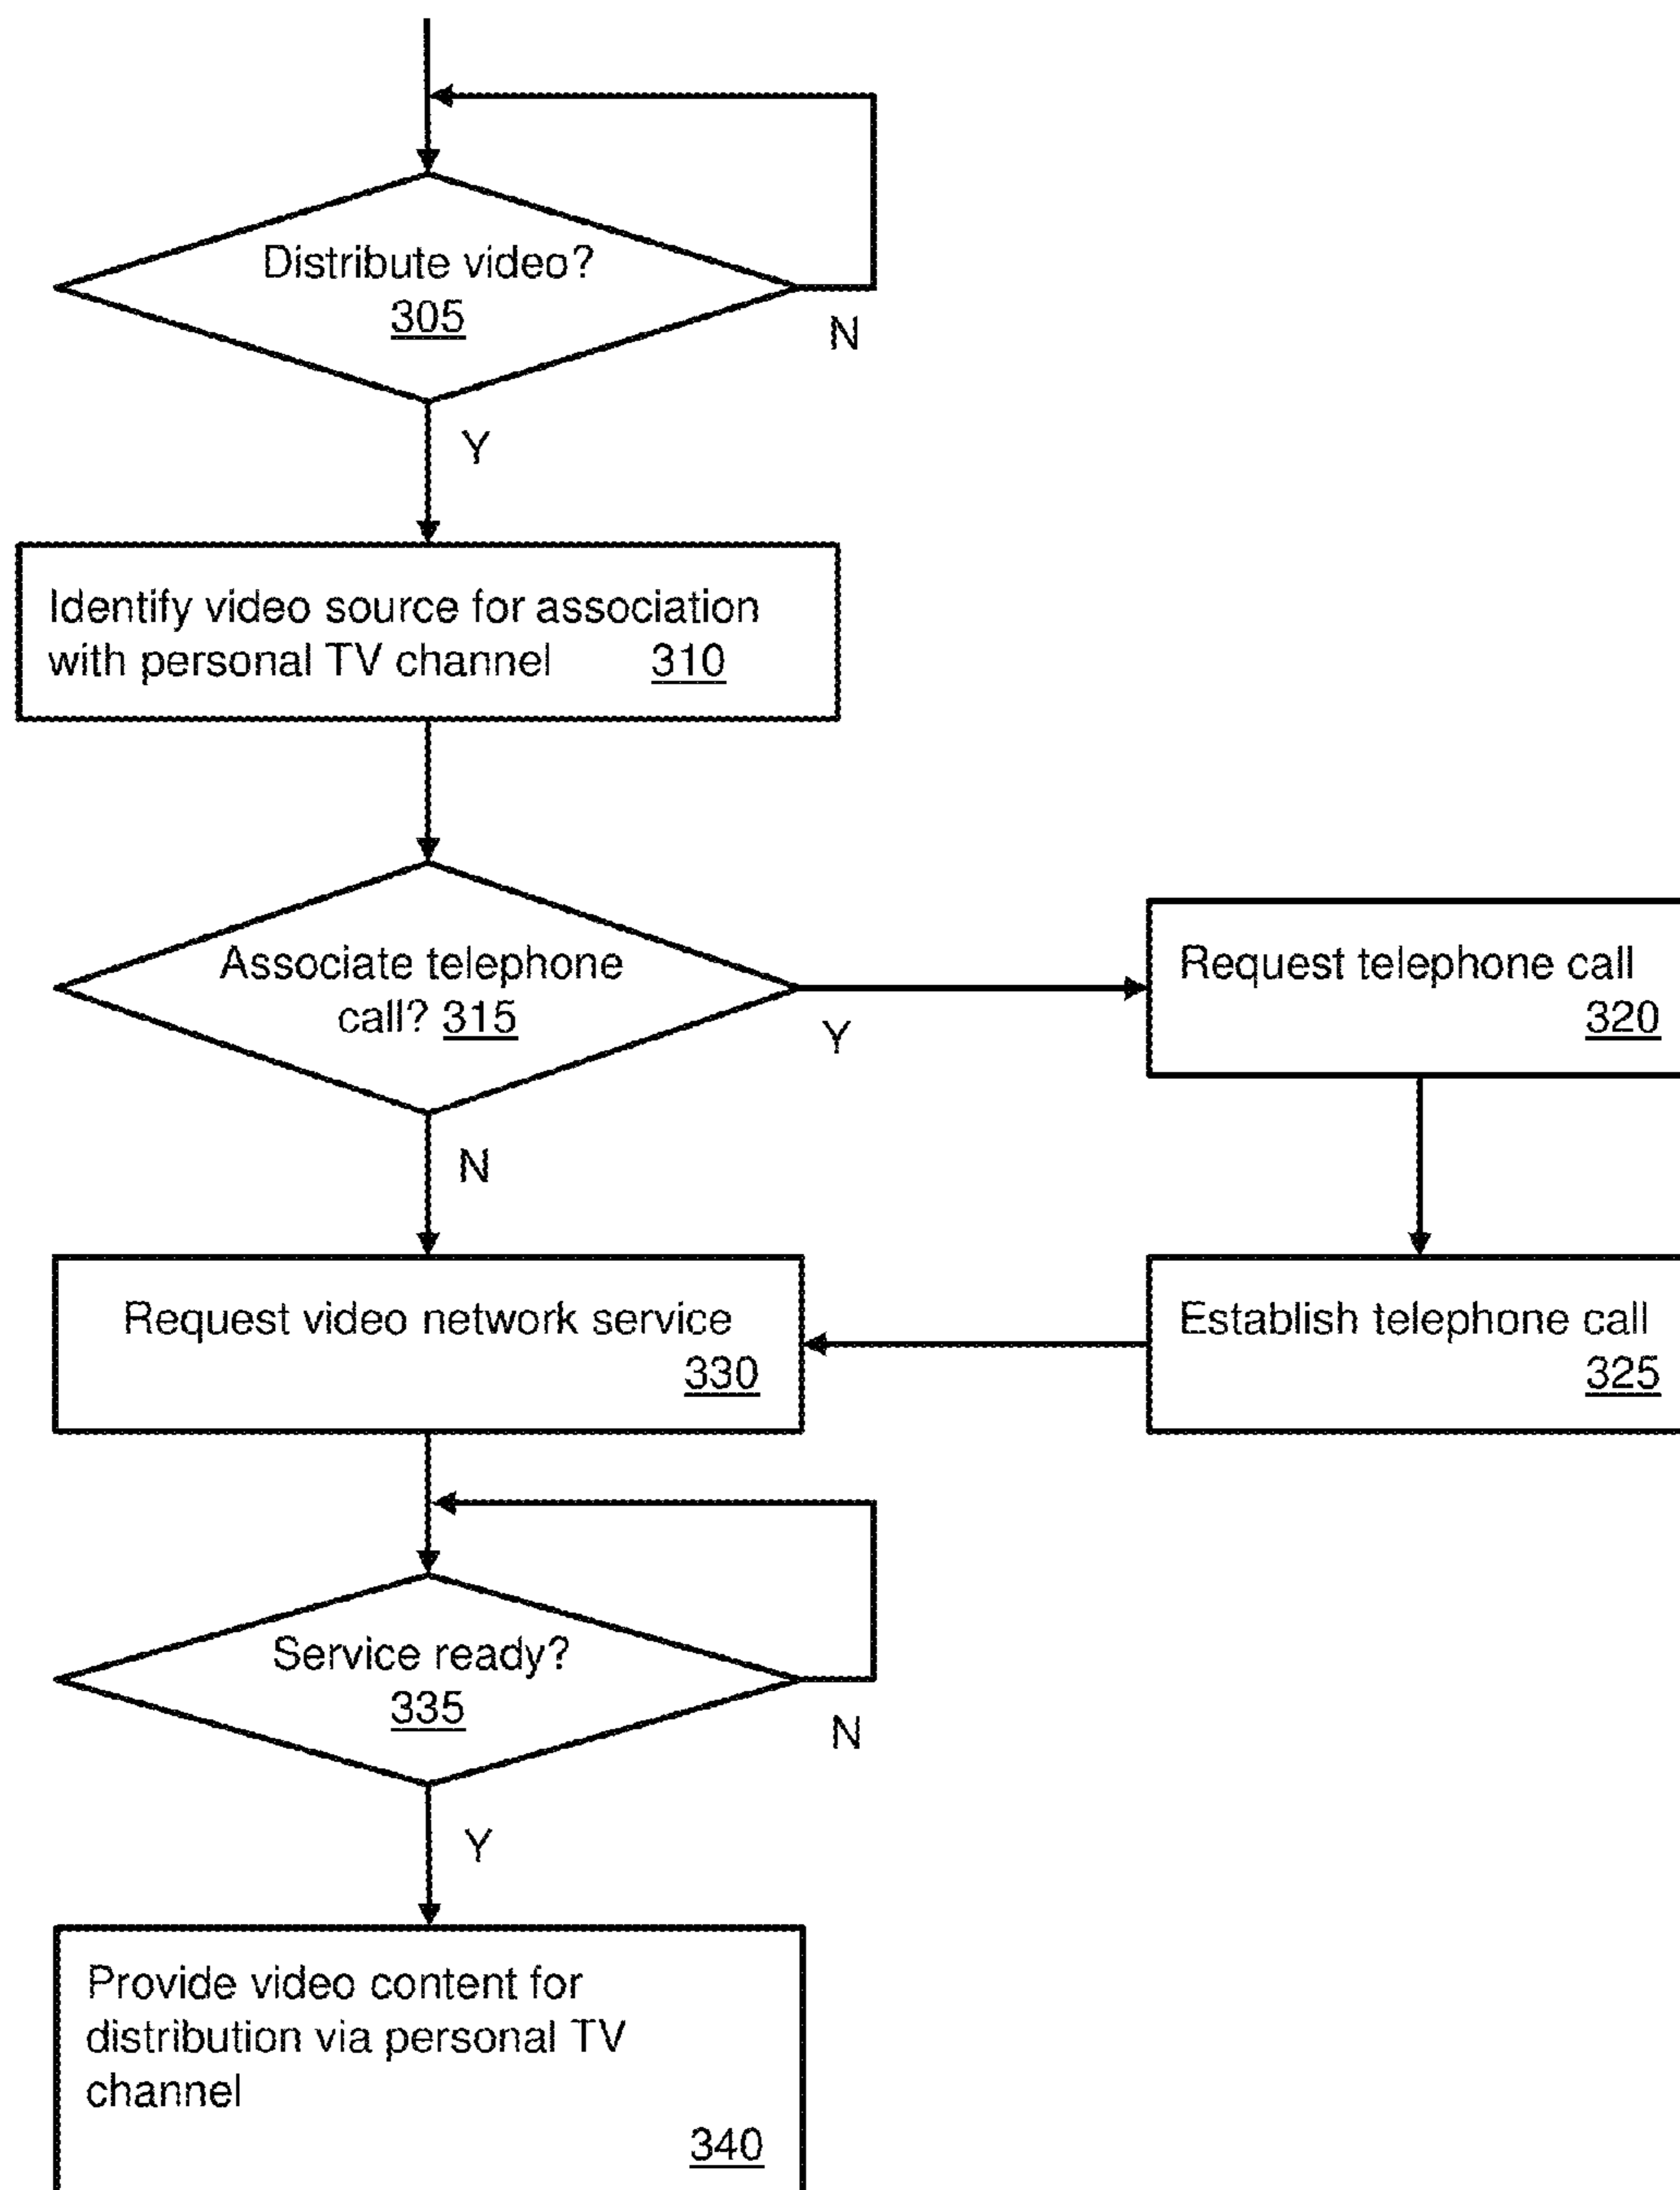 Distribute video?
305
N
Y
Identify video source for association
with personal TV channel 310
Associate telephone
call? 315
Y
Request telephone call
320
N
Request video network service
330
Establish telephone call
325
Service ready?
335
N
Y
Provide video content for
distribution via personal TV
channel
340